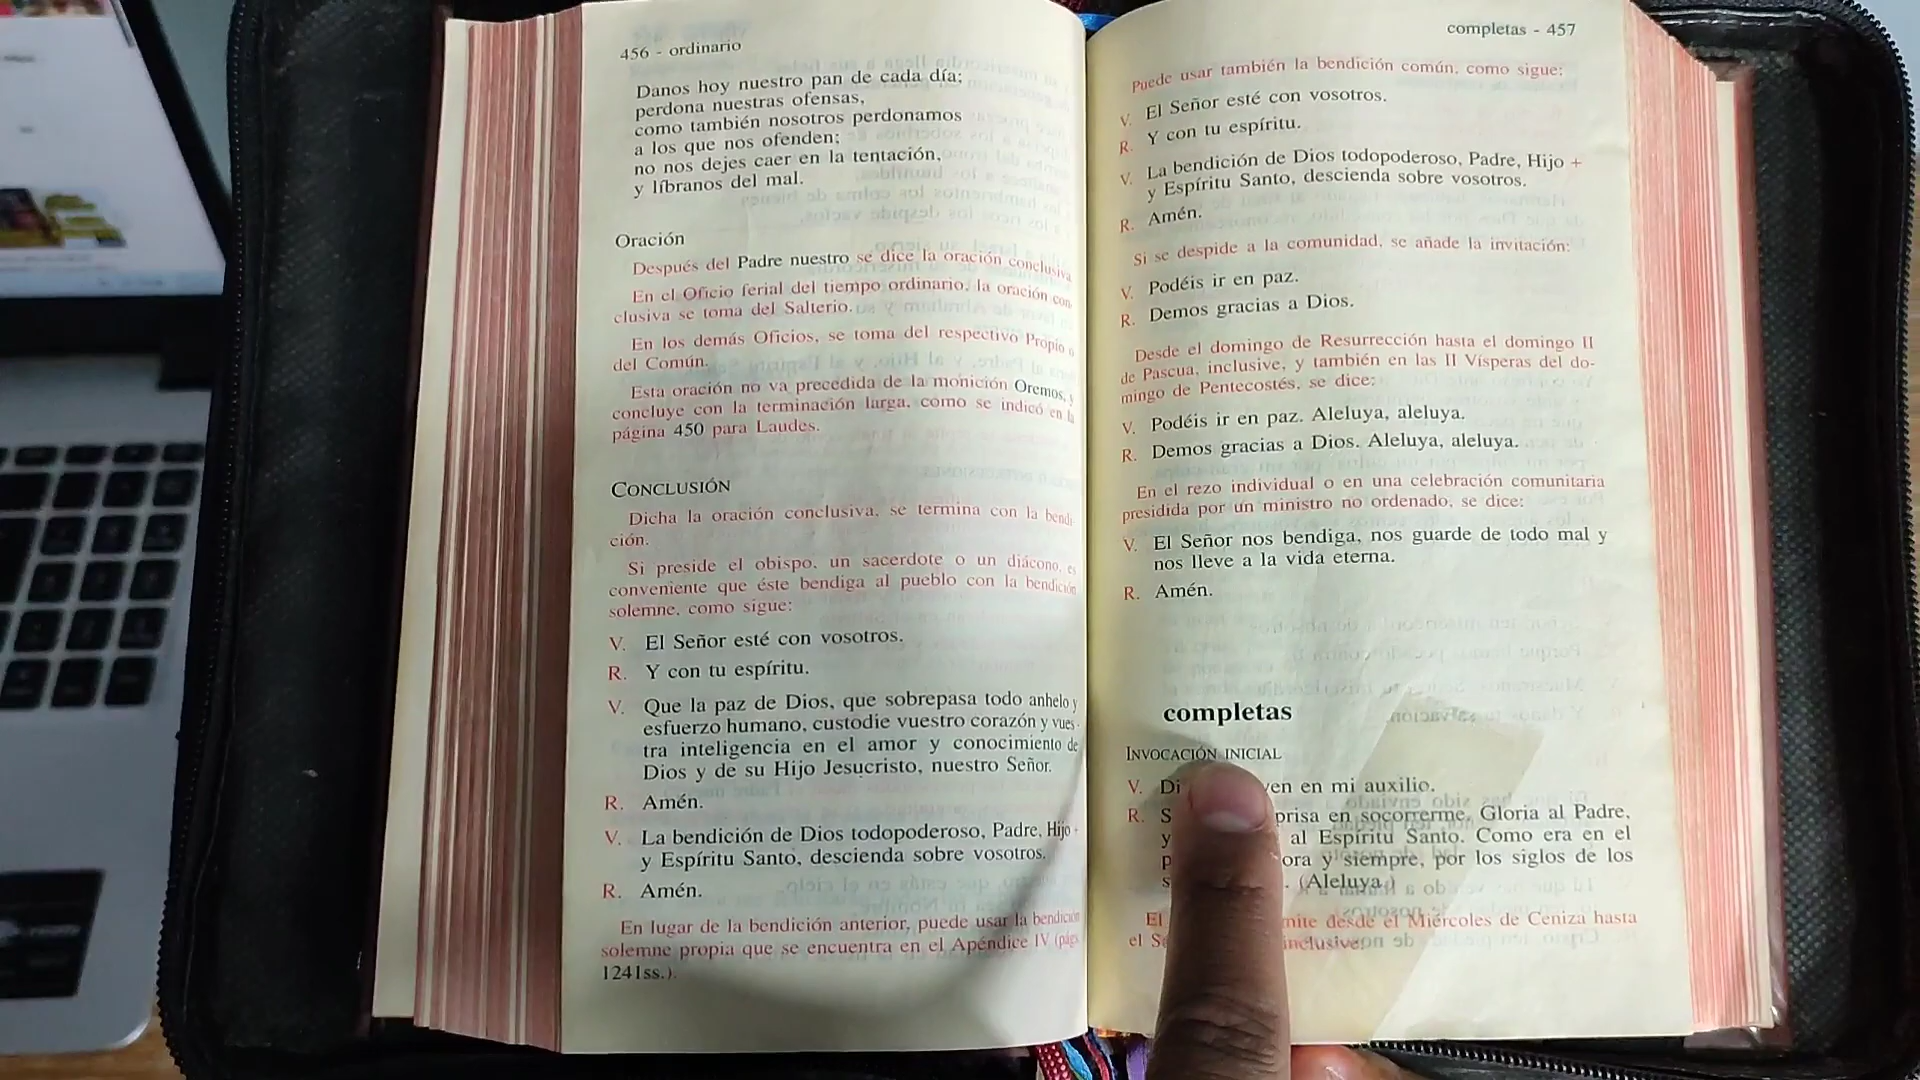 456 - ordinario
Danos hoy nuestro pan de cada día;
perdona nuestras ofensas,
como también nosotros perdonamos
a los que nos ofenden;
no nos dejes caer en la tentación,
y líbranos del mal.
Oración
Después del Padre nuestro se dice la oración conclusiva
En el Oficio ferial del tiempo ordinario, la oración con
clusiva se toma del Salterio.
En los demás Oficios, se toma del respectivo Propio o
del Común.
Esta oración no va precedida de la monición Oremos, y
concluye con la terminación larga, como se indicó en la
página 450 para Laudes.
CONCLUSIÓN
Dicha la oración conclusiva, se termina con la bendi-
ción.
Si preside el obispo, un sacerdote o un diácono, es
conveniente que éste bendiga al pueblo con la bendición
solemne, como sigue:
V. El Señor esté con vosotros.
R. Y con tu espíritu.
V. Que la paz de Dios, que sobrepasa todo anhelo y
esfuerzo humano, custodie vuestro corazón y vues-
tra inteligencia en el amor y conocimiento de
Dios y de su Hijo Jesucristo, nuestro Señor.
R. Amén.
V. La bendición de Dios todopoderoso, Padre, Hijo +
y Espíritu Santo, descienda sobre vosotros.
R. Amén.
En lugar de la bendición anterior, puede usar la bendición
solemne propia que se encuentra en el Apéndice IV (págs
1241ss.).
completas - 457
Puede usar también la bendición común, como sigue:
V. El Señor esté con vosotros.
R. Y con tu espíritu.
V. La bendición de Dios todopoderoso, Padre, Hijo +
y Espíritu Santo, descienda sobre vosotros.
R. Amén.
Si se despide a la comunidad, se añade la invitación:
V. Podéis ir en paz.
R. Demos gracias a Dios.
Desde el domingo de Resurrección hasta el domingo II
de Pascua, inclusive, y también en las II Vísperas del do-
mingo de Pentecostés, se dice:
V. Podéis ir en paz. Aleluya, aleluya.
R. Demos gracias a Dios. Aleluya, aleluya.
En el rezo individual o en una celebración comunitaria
presidida por un ministro no ordenado, se dice:
V. El Señor nos bendiga, nos guarde de todo mal y
nos lleve a la vida eterna.
R. Amén.
completas
INVOCACIÓN INICIAL
V. Di ven en mi auxilio.
R. S prisa en socorrerme. Gloria al Padre,
y al Espíritu Santo. Como era en el
p ora y siempre, por los siglos de los
s . (Aleluya.)
El mite desde el Miércoles de Ceniza hasta
el S inclusive.